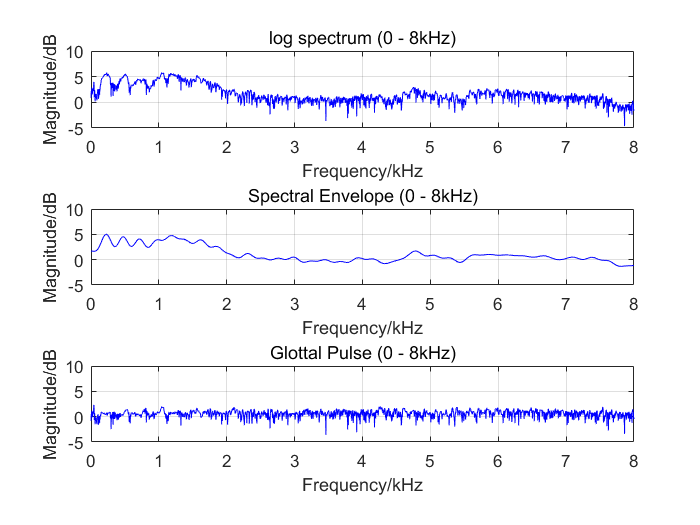 log spectrum (0 - 8kHz)
Magnitude/dB
10
5
0
-5
0 1 2 3 4 5 6 7 8
Frequency/kHz
Spectral Envelope (0 - 8kHz)
Magnitude/dB
10
5
0
-5
0 1 2 3 4 5 6 7 8
Frequency/kHz
Glottal Pulse (0 - 8kHz)
Magnitude/dB
10
5
0
-5
0 1 2 3 4 5 6 7 8
Frequency/kHz